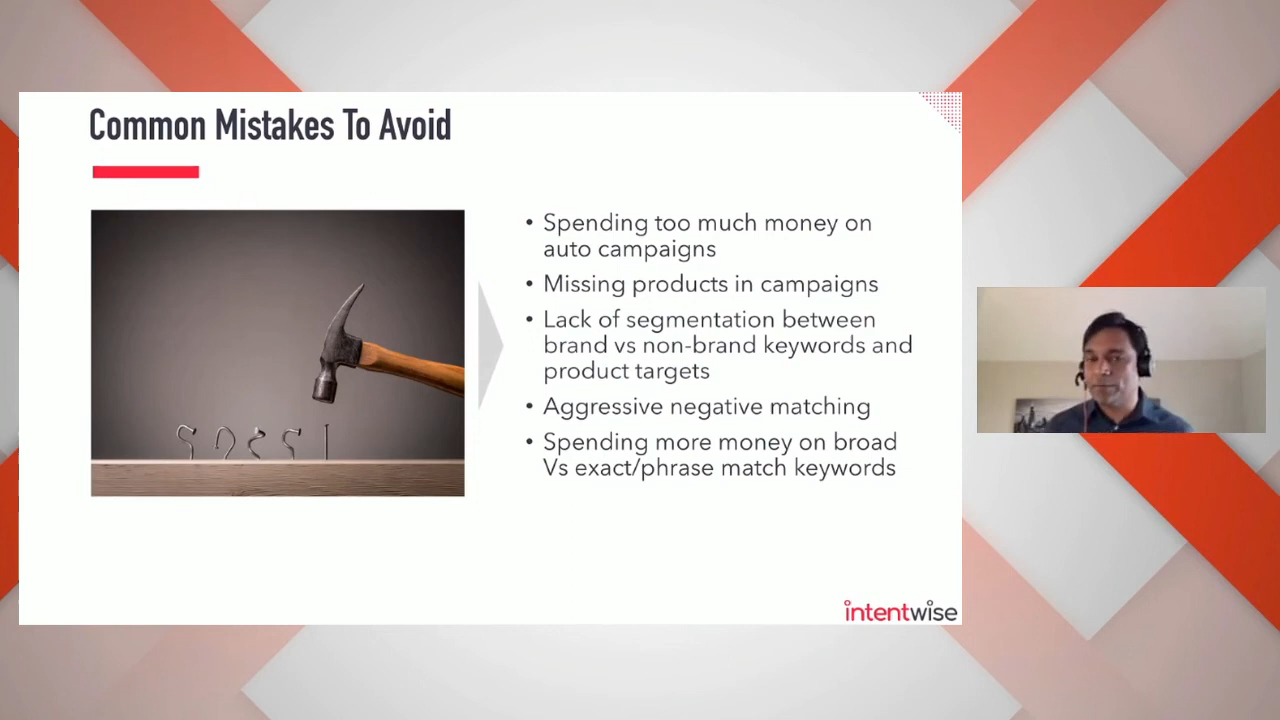 Common Mistakes To Avoid
• Spending too much money on
auto campaigns
• Missing products in campaigns
• Lack of segmentation between
brand vs non-brand keywords and
product targets
• Aggressive negative matching
• Spending more money on broad
Vs exact/phrase match keywords
intentwise